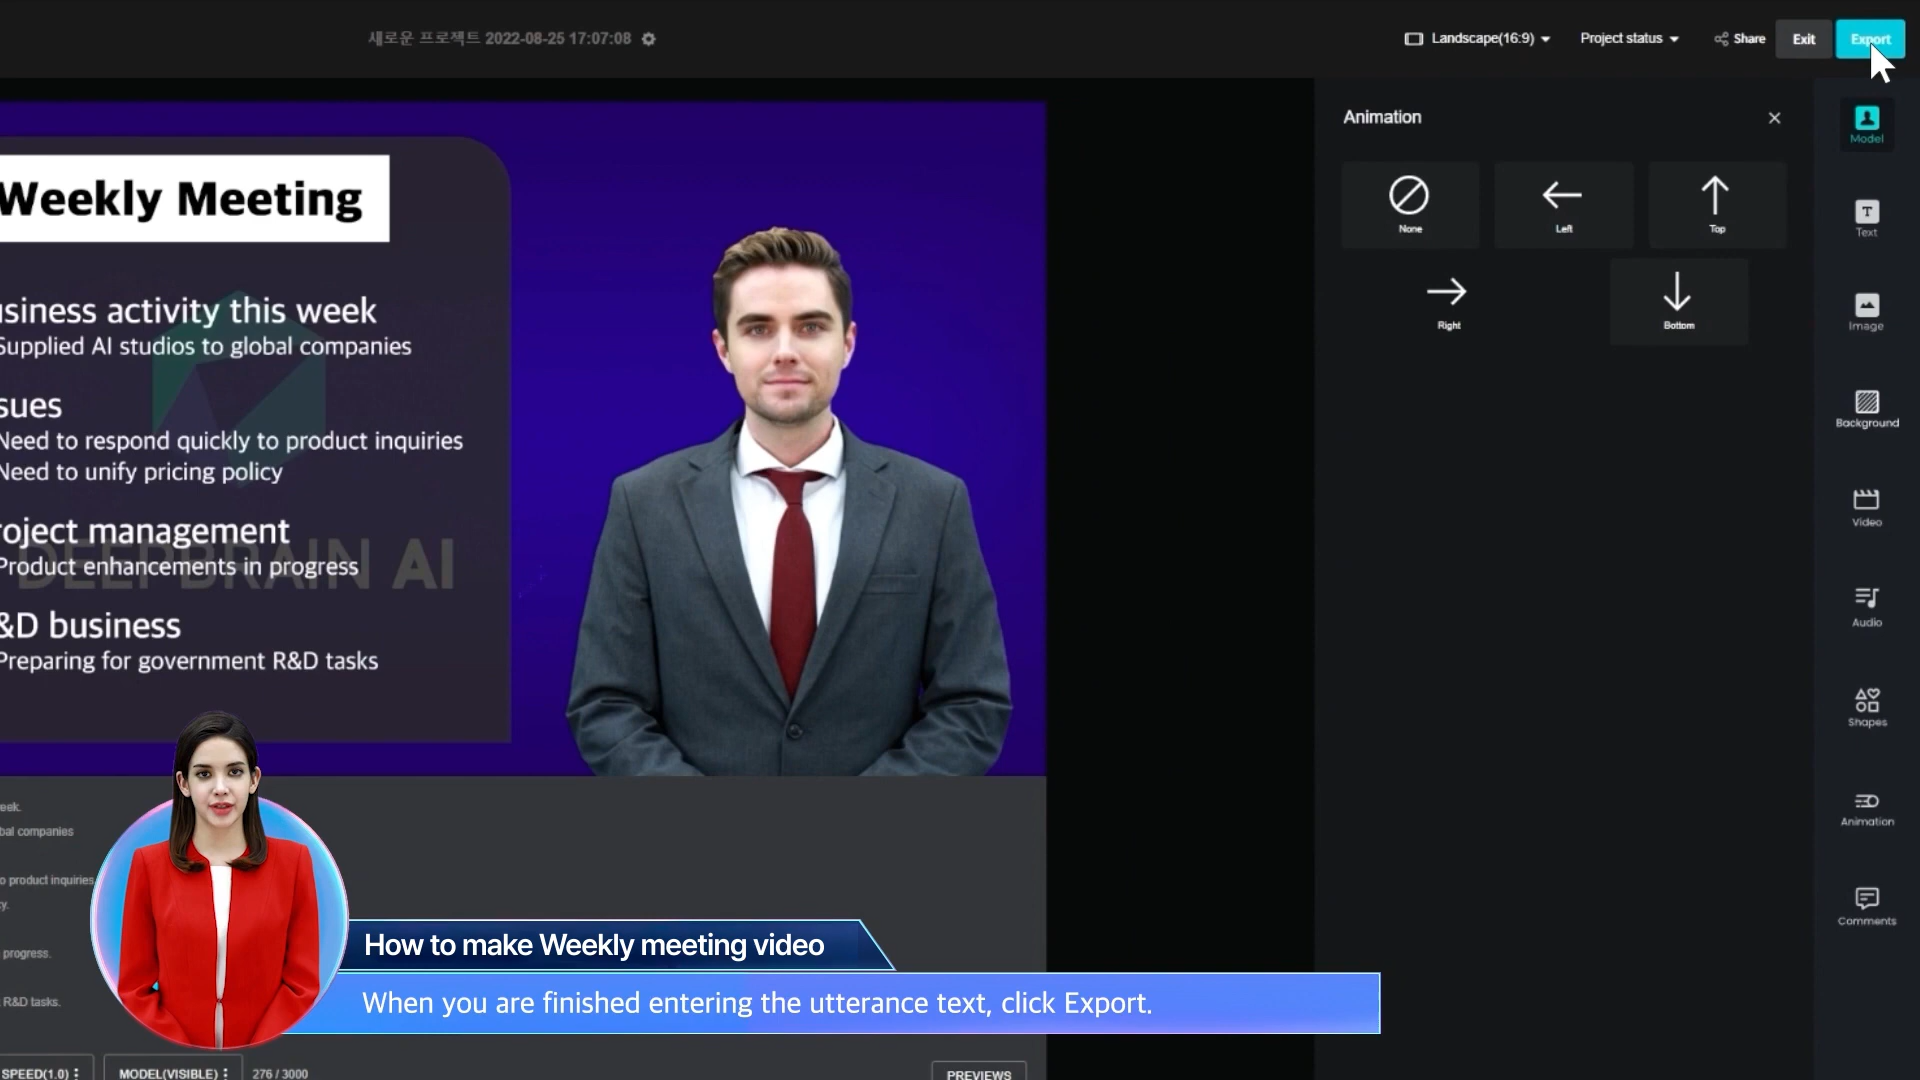 새로운 프로젝트 2022-08-25 17:07:08
Landscape(16:9)
Project status
Share
Exit
Export
Weekly Meeting
siness activity this week
Supplied AI studios to global companies
sues
Need to respond quickly to product inquiries
Need to unify pricing policy
roject management
Product enhancements in progress
DEEPBRAIN AI
&D business
Preparing for government R&D tasks
Animation
None
Left
Top
Right
Bottom
Model
Text
Image
Background
Video
Audio
Shapes
Animation
Comments
eek.
bal companies
o product inquiries
cy.
progress.
R&D tasks.
How to make Weekly meeting video
When you are finished entering the utterance text, click Export.
SPEED(1.0)
MODEL(VISIBLE)
276 / 3000
PREVIEWS